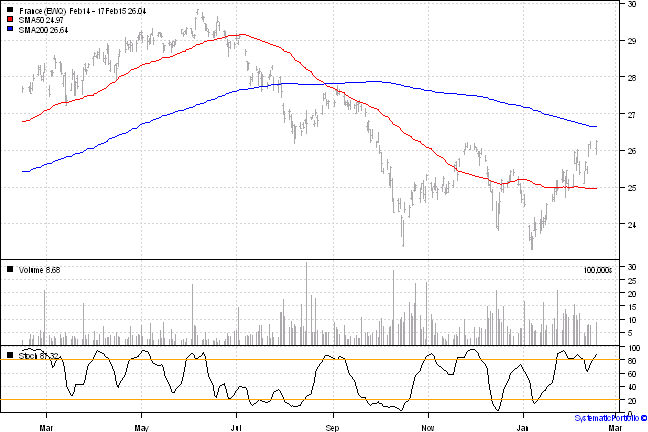 France (EWQ) Feb14 - 17Feb15 26.04
SMA50 24.97
SMA200 26.64
30
29
28
27
26
25
24
Volume 8.68
100,000s
30
25
20
15
10
5
Stoch 87.32
100
80
60
40
20
0
Mar May Jul Sep Nov Jan Mar
SystematicPortfolio ©